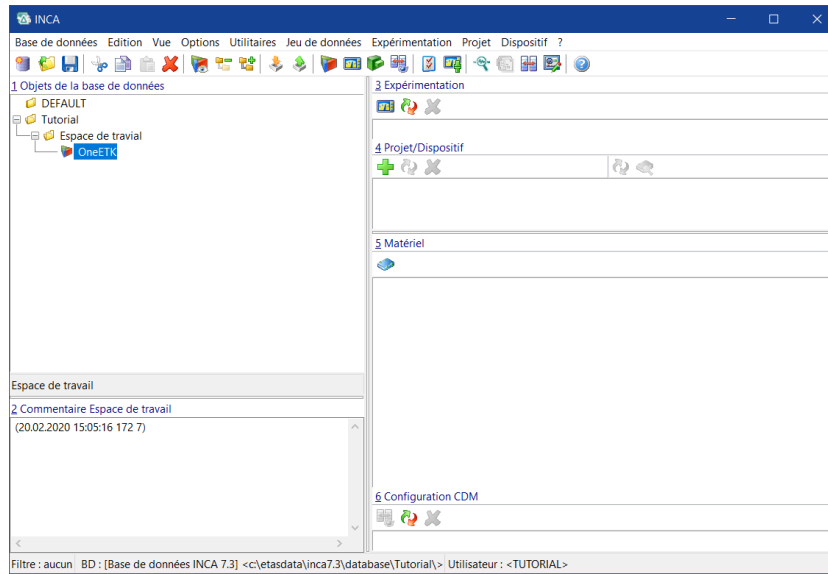 INCA
Base de données Edition Vue Options Utilitaires Jeu de données Expérimentation Projet Dispositif ?
1 Objets de la base de données
DEFAULT
Tutorial
Espace de travial
OneETK
Espace de travail
2 Commentaire Espace de travail
(20.02.2020 15:05:16 172 7)
3 Expérimentation
4 Projet/Dispositif
5 Matériel
6 Configuration CDM
Filtre : aucun BD : [Base de données INCA 7.3] <c:\etasdata\inca7.3\database\Tutorial\> Utilisateur : <TUTORIAL>